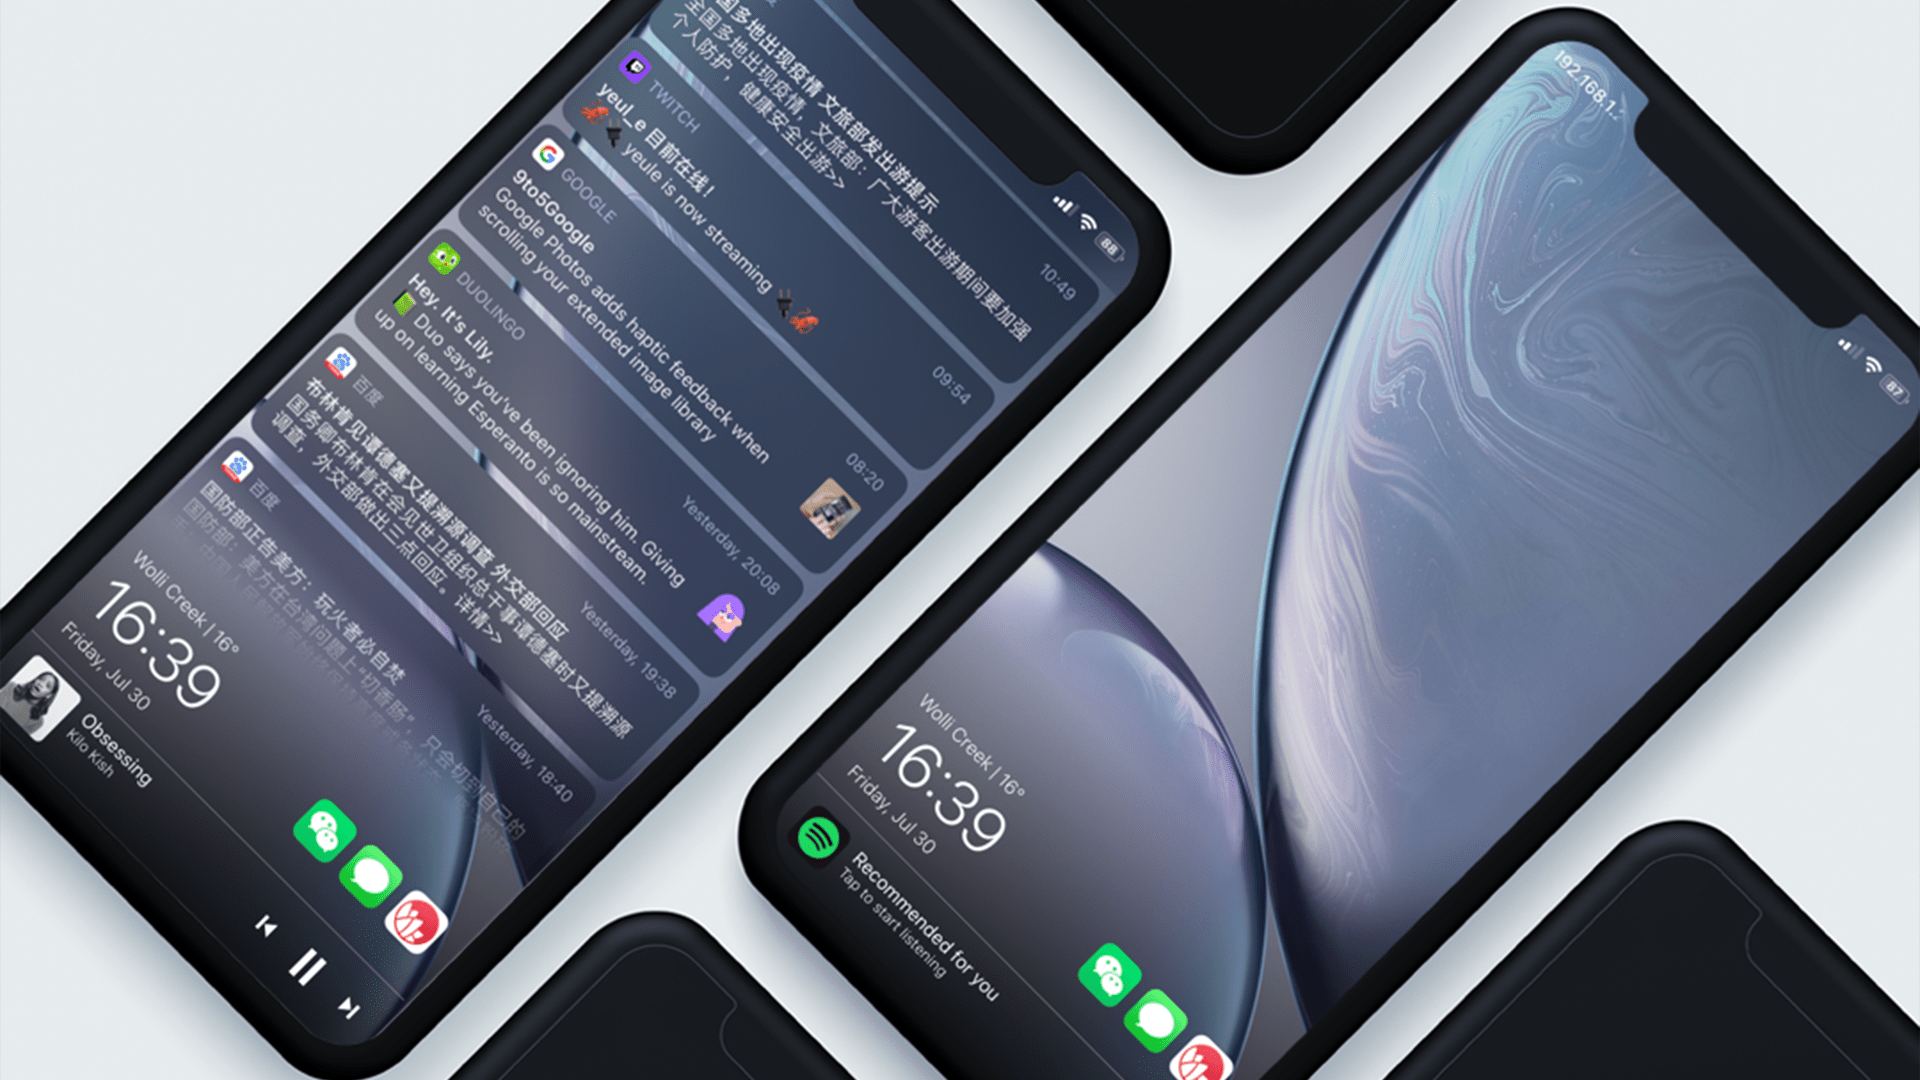 国多地出现疫情 文旅部发出游提示
全国多地出现疫情，文旅部：广大游客出游期间要加强
个人防护，健康安全出游>>
10:49
88
TWITCH
09:54
yeul_e 目前在线！
🦞🔌 yeule is now streaming 🔌🦞
GOOGLE
08:20
9to5Google
Google Photos adds haptic feedback when
scrolling your extended image library
DUOLINGO
Yesterday, 20:08
Hey. It's Lily.
📗 Duo says you've been ignoring him. Giving
up on learning Esperanto is so mainstream.
百度
Yesterday, 19:38
布林肯见谭德塞又提溯源调查 外交部回应
国务卿布林肯在会见世卫组织总干事谭德塞时又提溯源
调查，外交部做出三点回应。详情>>
百度
Yesterday, 18:40
国防部正告美方：玩火者必自焚
国防部：美方在台湾问题上"切香肠"，只会切到自己的
Wolli Creek | 16°
16:39
Friday, Jul 30
Obsessing
Kilo Kish
192.168.1.
87
Wolli Creek | 16°
16:39
Friday, Jul 30
Recommended for you
Tap to start listening